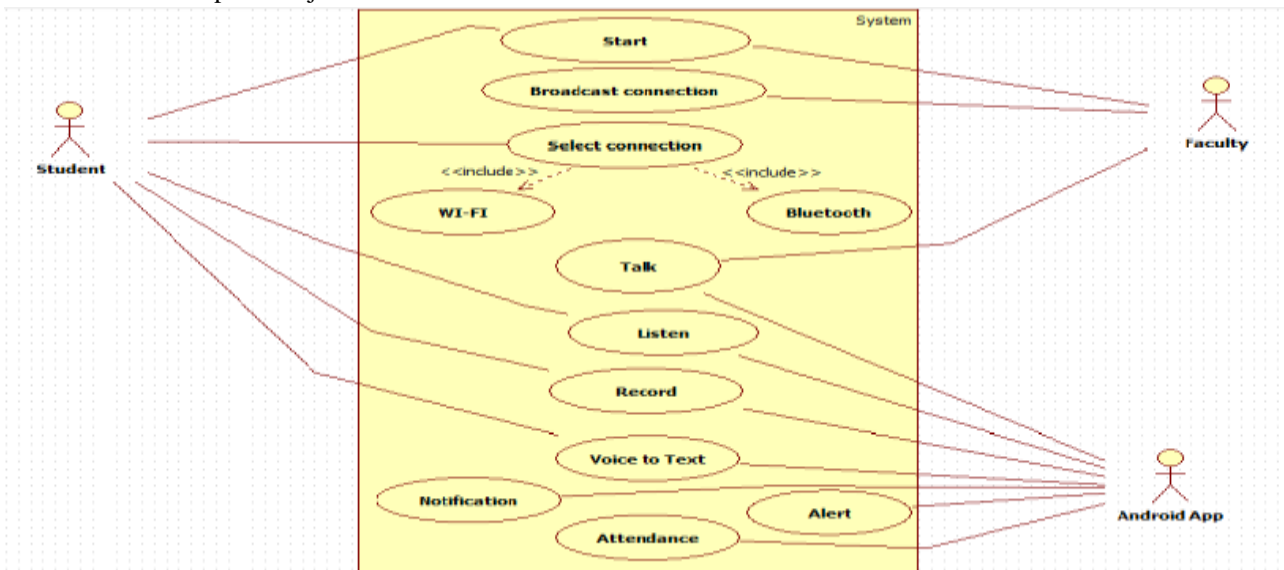 System
Start
Broadcast connection
Select connection
Student
Faculty
<<include>>
<<include>>
WI-FI
Bluetooth
Talk
Listen
Record
Voice to Text
Notification
Alert
Android App
Attendance